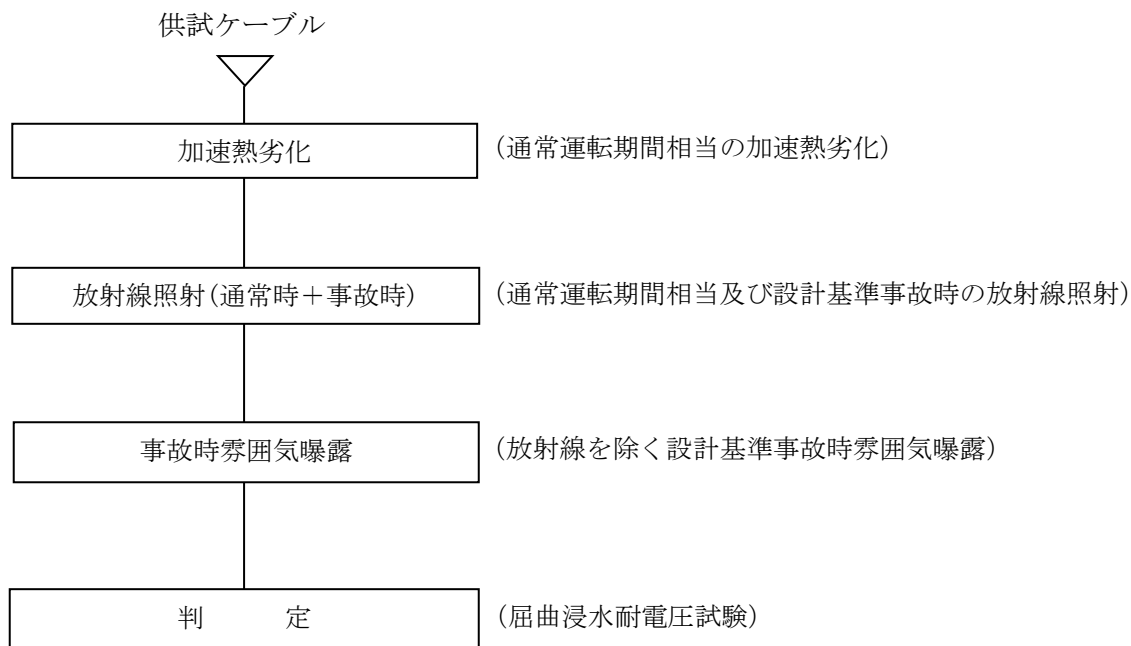 供試ケーブル
加速熱劣化 (通常運転期間相当の加速熱劣化)
放射線照射(通常時+事故時) (通常運転期間相当及び設計基準事故時の放射線照射)
事故時雰囲気曝露 (放射線を除く設計基準事故時雰囲気曝露)
判 定 (屈曲浸水耐電圧試験)